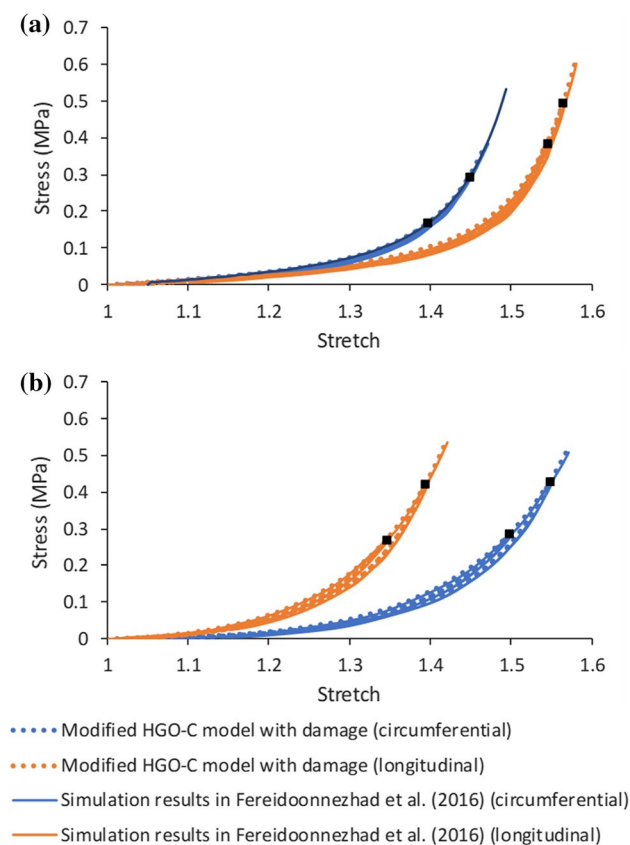 (a)
0.7
0.6
0.5
0.4
0.3
0.2
0.1
0
Stress (MPa)
1 1.1 1.2 1.3 1.4 1.5 1.6
Stretch
(b)
0.7
0.6
0.5
0.4
0.3
0.2
0.1
0
Stress (MPa)
1 1.1 1.2 1.3 1.4 1.5 1.6
Stretch
Modified HGO-C model with damage (circumferential)
Modified HGO-C model with damage (longitudinal)
Simulation results in Fereidoonnezhad et al. (2016) (circumferential)
Simulation results in Fereidoonnezhad et al. (2016) (longitudinal)